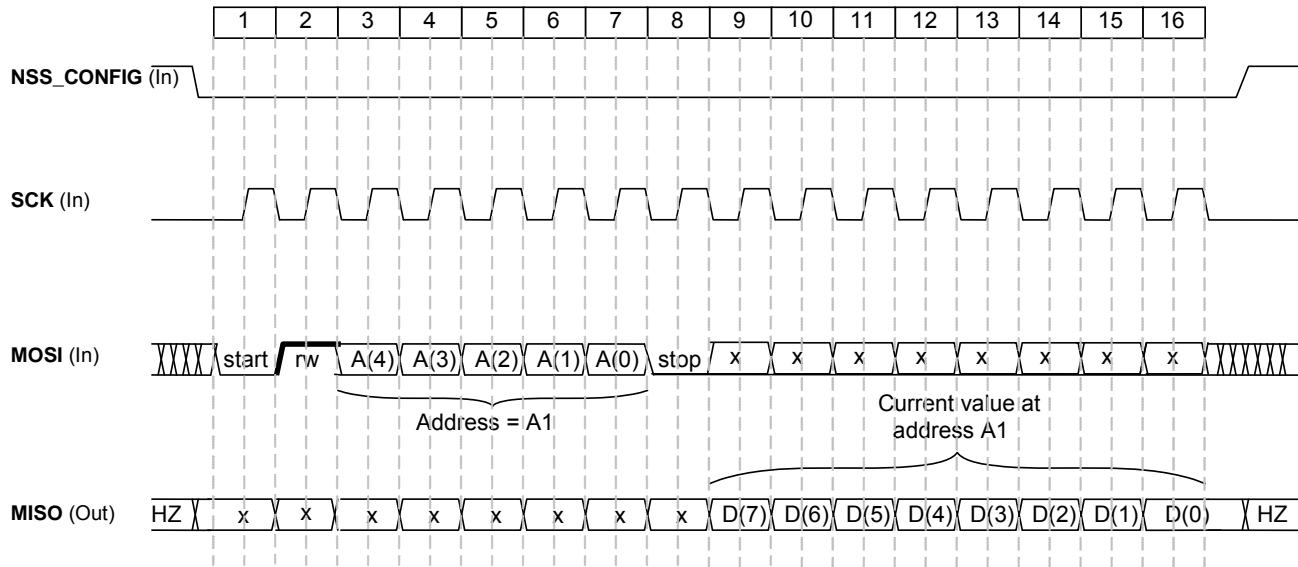 1 2 3 4 5 6 7 8 9 10 11 12 13 14 15 16
NSS_CONFIG (In)
SCK (In)
MOSI (In) start rw A(4) A(3) A(2) A(1) A(0) stop x x x x x x x x
Address = A1
Current value at
address A1
MISO (Out) HZ x x x x x x x x D(7) D(6) D(5) D(4) D(3) D(2) D(1) D(0) HZ